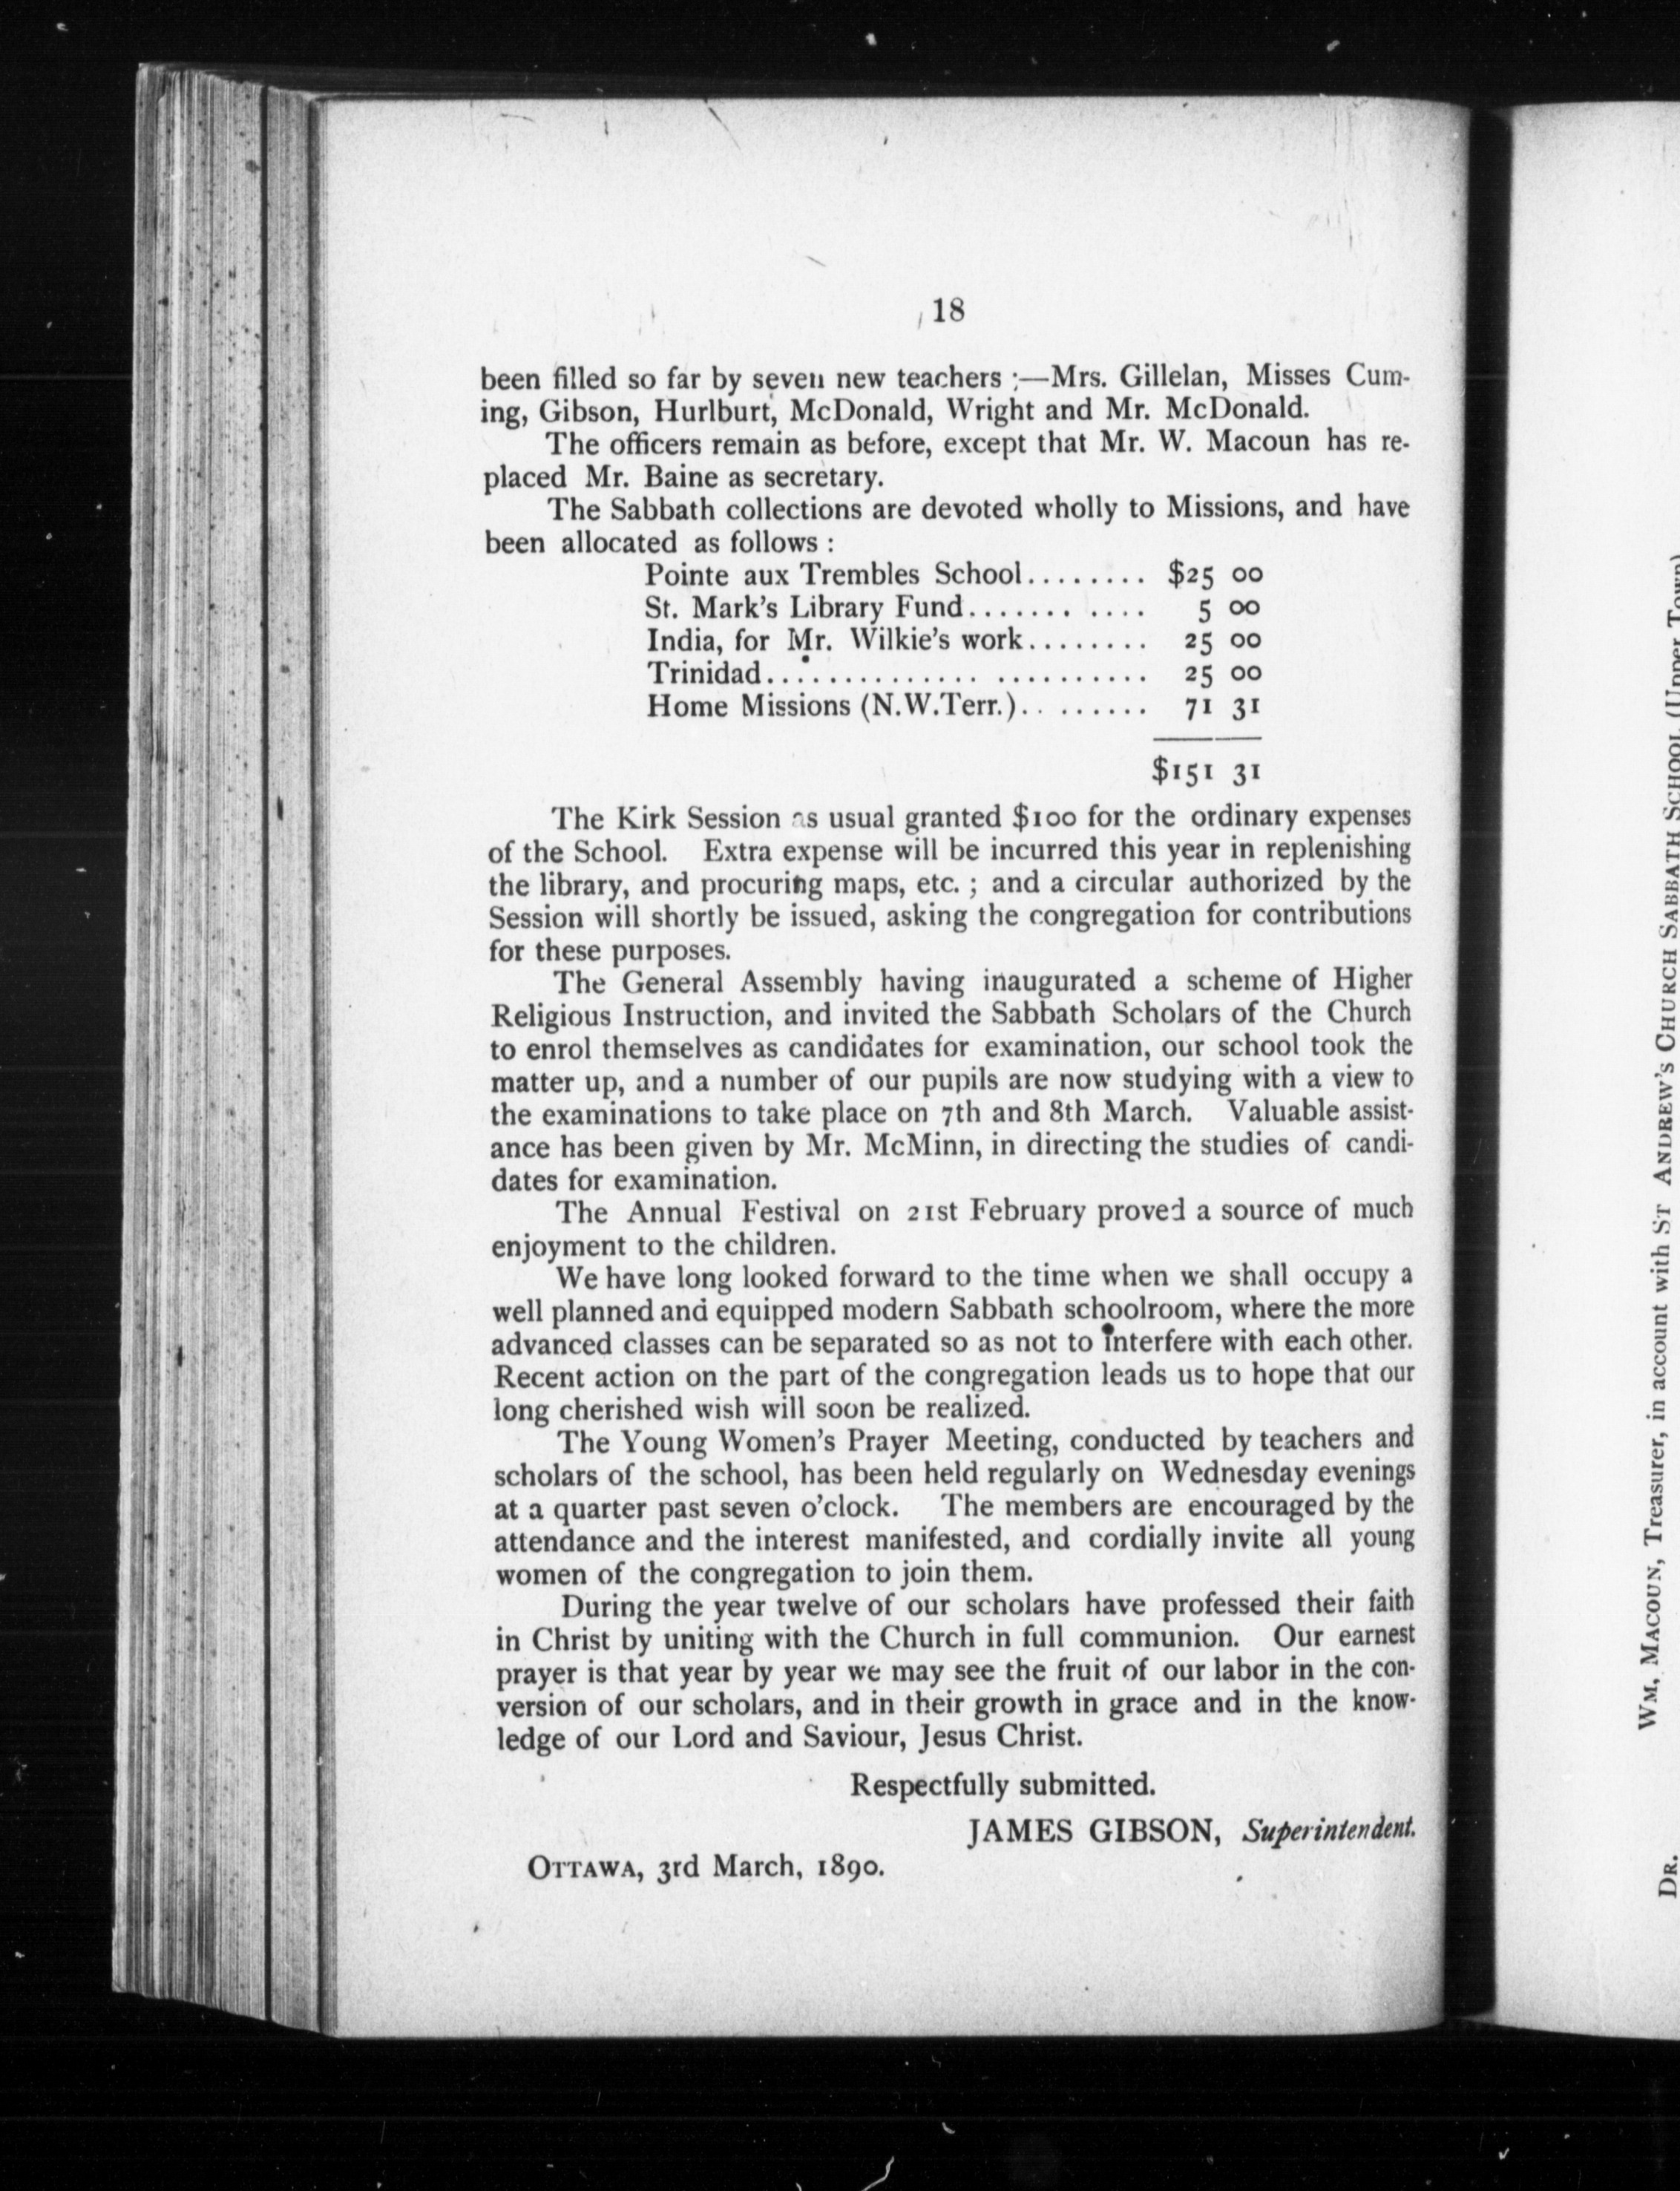 18
been filled so far by seven new teachers :—Mrs. Gillelan, Misses Cum-
ing, Gibson, Hurlburt, McDonald, Wright and Mr. McDonald.
The officers remain as before, except that Mr. W. Macoun has re-
placed Mr. Baine as secretary.
The Sabbath collections are devoted wholly to Missions, and have
been allocated as follows :
Pointe aux Trembles School........ $25 00
St. Mark's Library Fund....... .... 5 00
India, for Mr. Wilkie's work........ 25 00
Trinidad.............. .......... 25 00
Home Missions (N.W.Terr.).. ....... 71 31
$151 31
The Kirk Session as usual granted $100 for the ordinary expenses
of the School. Extra expense will be incurred this year in replenishing
the library, and procuring maps, etc. ; and a circular authorized by the
Session will shortly be issued, asking the congregation for contributions
for these purposes.
The General Assembly having inaugurated a scheme of Higher
Religious Instruction, and invited the Sabbath Scholars of the Church
to enrol themselves as candidates for examination, our school took the
matter up, and a number of our pupils are now studying with a view to
the examinations to take place on 7th and 8th March. Valuable assist-
ance has been given by Mr. McMinn, in directing the studies of candi-
dates for examination.
The Annual Festival on 21st February proved a source of much
enjoyment to the children.
We have long looked forward to the time when we shall occupy a
well planned and equipped modern Sabbath schoolroom, where the more
advanced classes can be separated so as not to interfere with each other.
Recent action on the part of the congregation leads us to hope that our
long cherished wish will soon be realized.
The Young Women's Prayer Meeting, conducted by teachers and
scholars of the school, has been held regularly on Wednesday evenings
at a quarter past seven o'clock. The members are encouraged by the
attendance and the interest manifested, and cordially invite all young
women of the congregation to join them.
During the year twelve of our scholars have professed their faith
in Christ by uniting with the Church in full communion. Our earnest
prayer is that year by year we may see the fruit of our labor in the con-
version of our scholars, and in their growth in grace and in the know-
ledge of our Lord and Saviour, Jesus Christ.
Respectfully submitted.
JAMES GIBSON, Superintendent.
OTTAWA, 3rd March, 1890.
WM, MACOUN, Treasurer, in account with ST ANDREW'S CHURCH SABBATH SCHOOL (Upper Town)
DR.